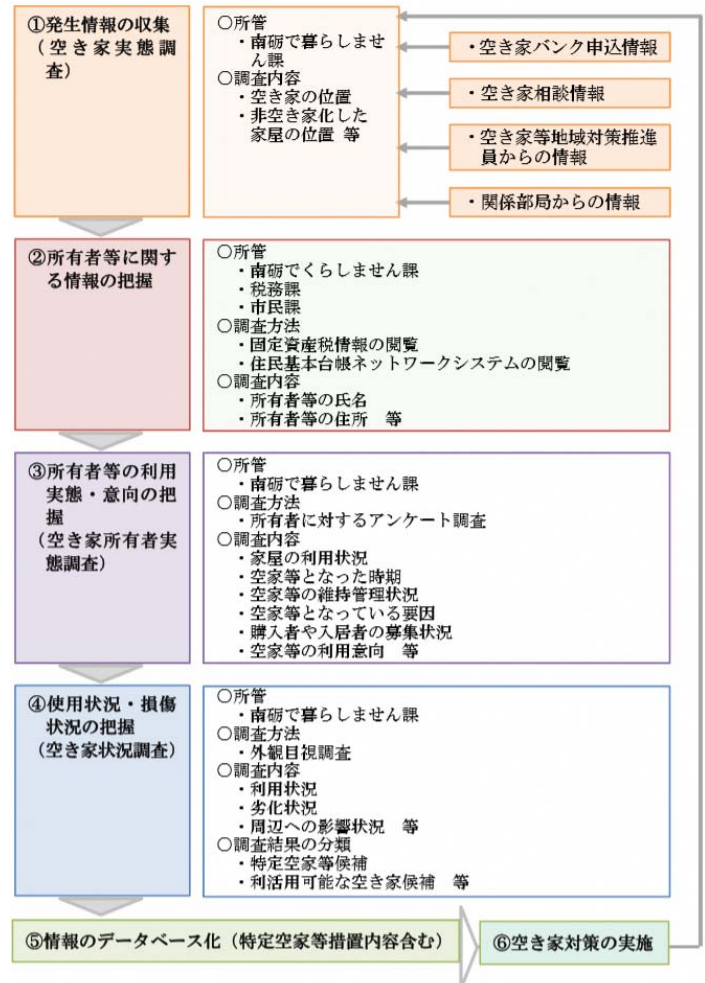 ①発生情報の収集
（空き家実態調
査）
○所管
・南砺で暮らしませ
ん課
○調査内容
・空き家の位置
・非空き家化した
家屋の位置 等
・空き家バンク申込情報
・空き家相談情報
・空き家等地域対策推進
員からの情報
・関係部局からの情報
②所有者等に関す
る情報の把握
○所管
・南砺でくらしません課
・税務課
・市民課
○調査方法
・固定資産税情報の閲覧
・住民基本台帳ネットワークシステムの閲覧
○調査内容
・所有者等の氏名
・所有者等の住所　等
③所有者等の利用
実態・意向の把
握
（空き家所有者実
態調査）
○所管
・南砺で暮らしません課
○調査方法
・所有者に対するアンケート調査
○調査内容
・家屋の利用状況
・空家等となった時期
・空家等の維持管理状況
・空家等となっている要因
・購入者や入居者の募集状況
・空家等の利用意向　等
④使用状況・損傷
状況の把握
（空き家状況調査）
○所管
・南砺で暮らしません課
○調査方法
・外観目視調査
○調査内容
・利用状況
・劣化状況
・周辺への影響状況　等
○調査結果の分類
・特定空家等候補
・利活用可能な空き家候補　等
⑤情報のデータベース化（特定空家等措置内容含む）
⑥空き家対策の実施